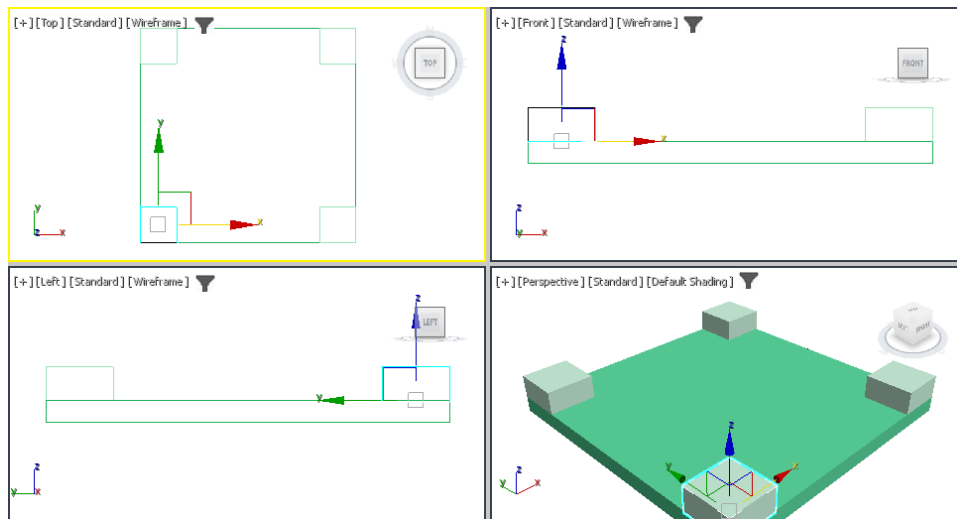 [+] [Top] [Standard] [Wireframe]
TOP
y
x
y
z x
[+] [Front] [Standard] [Wireframe]
FRONT
z
x
z
y x
[+] [Left] [Standard] [Wireframe]
LEFT
z
y
z
y x
[+] [Perspective] [Standard] [Default Shading]
z
y x
z
y x